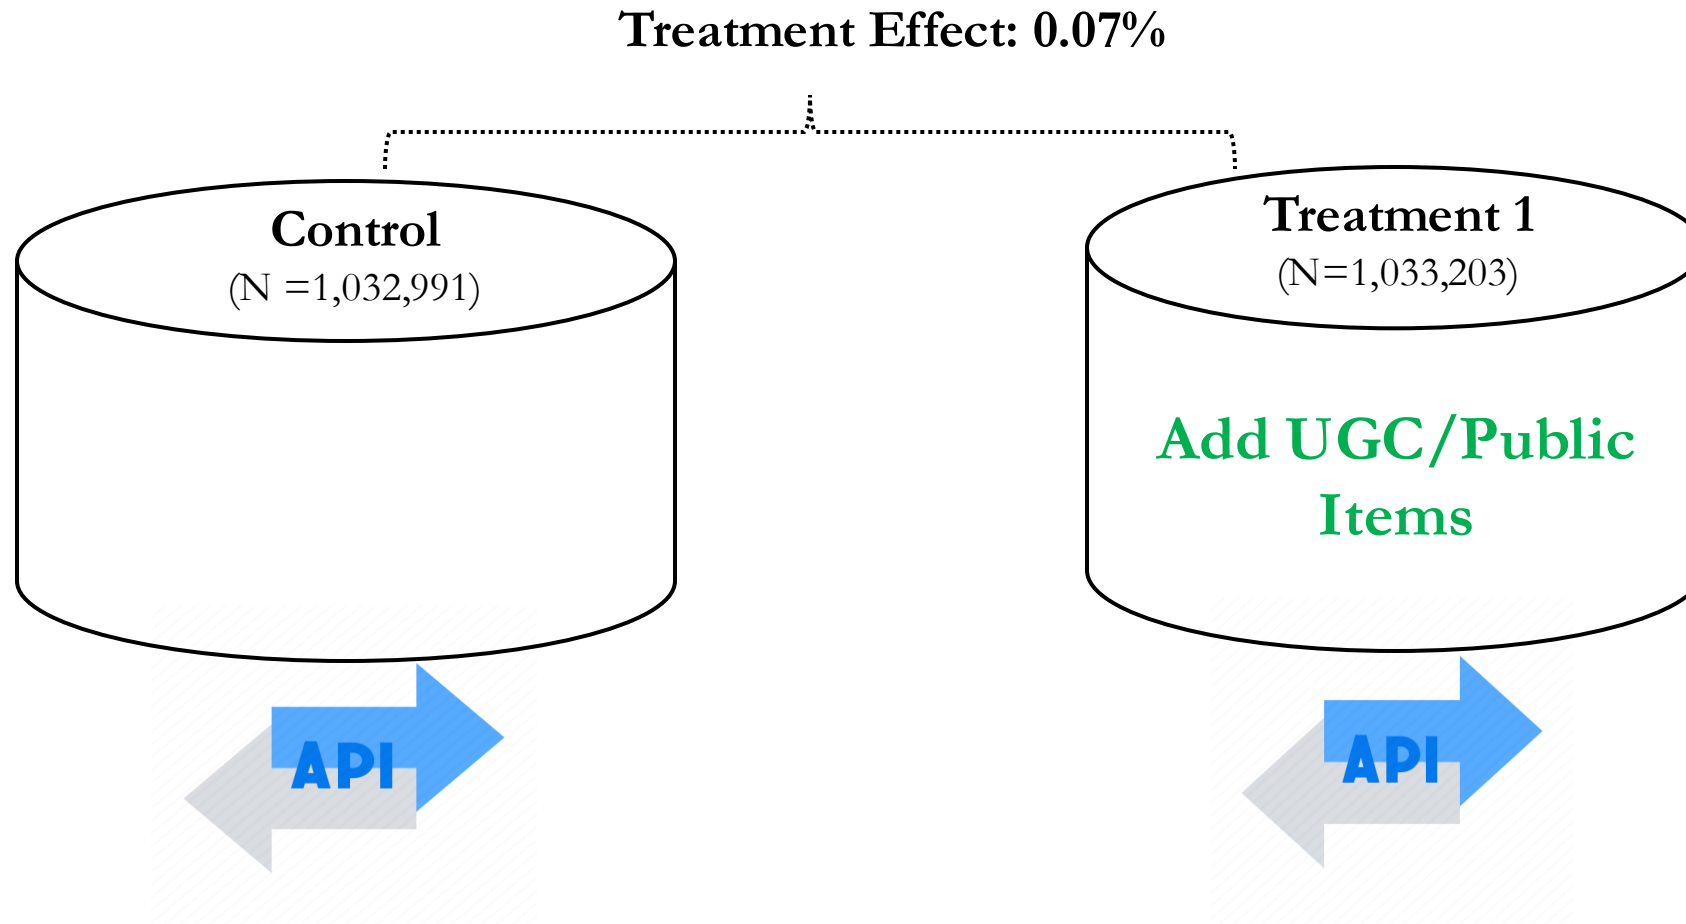 Treatment Effect: 0.07%
Control
(N =1,032,991)
Treatment 1
(N=1,033,203)
Add UGC/Public
Items
API
API